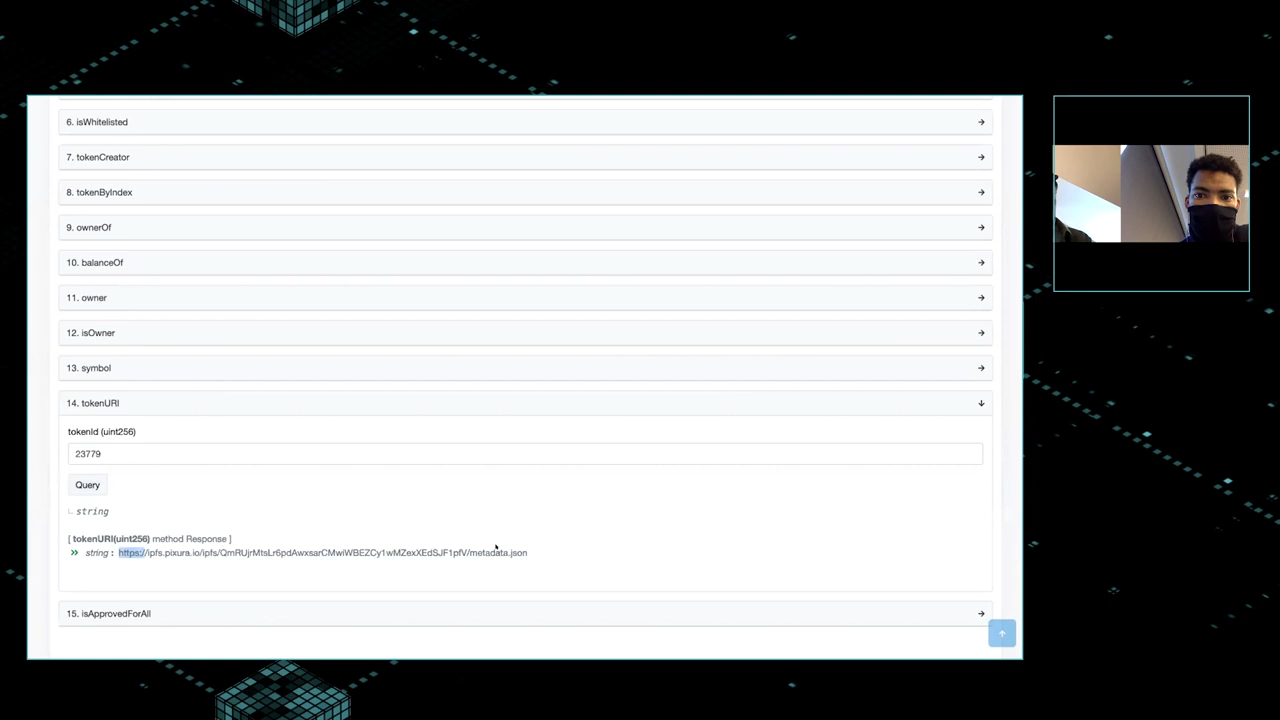 6. isWhitelisted
7. tokenCreator
8. tokenByIndex
9. ownerOf
10. balanceOf
11. owner
12. isOwner
13. symbol
14. tokenURI
tokenId (uint256)
23779
Query
string
[ tokenURI(uint256) method Response ]
string : https://ipfs.pixura.io/ipfs/QmRUjrMtsLr6pdAwxsarCMwiWBEZCy1wMZexXEdSJF1pfV/metadata.json
15. isApprovedForAll